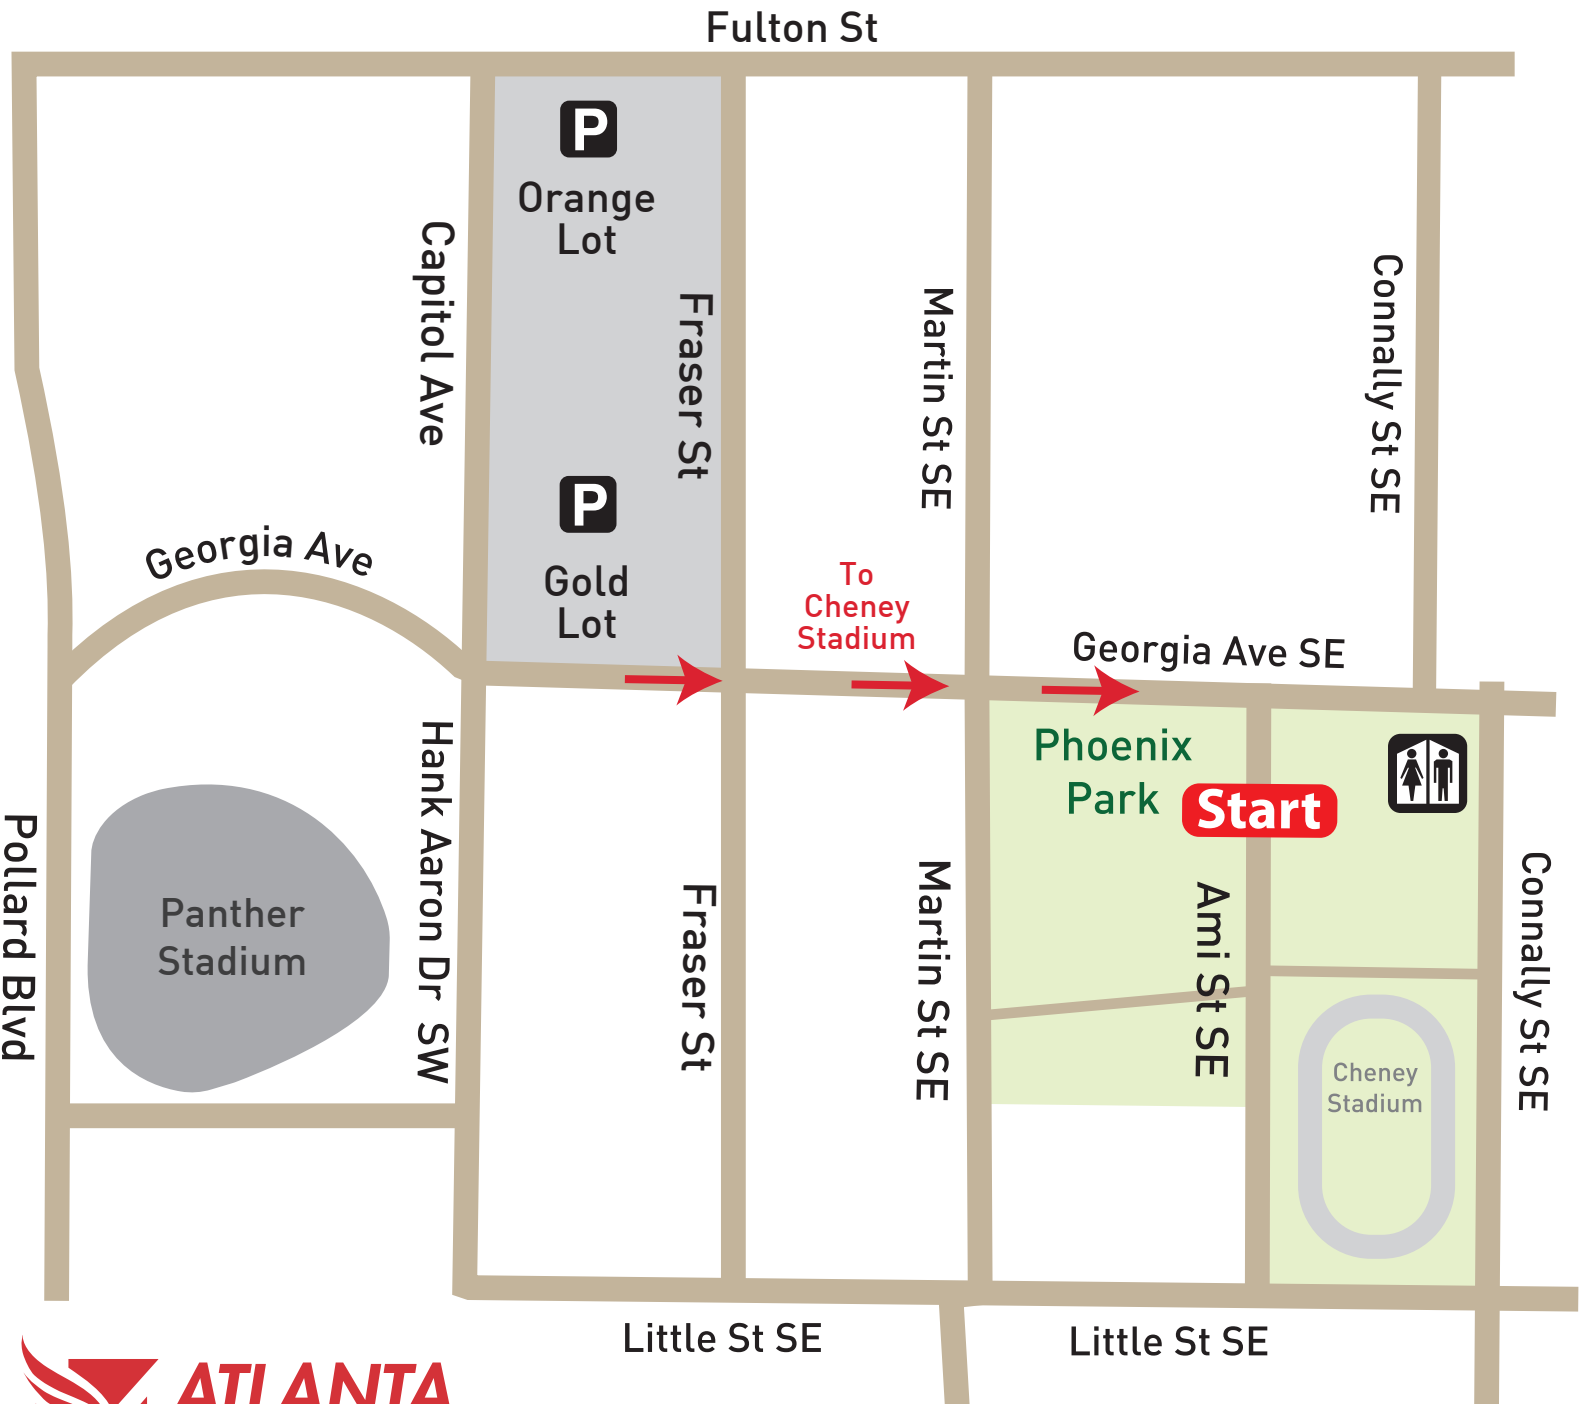 Fulton St
P
Orange
Lot
Capitol Ave
Fraser St
Martin St SE
Connally St SE
P
Gold
Lot
Georgia Ave
To
Cheney
Stadium
Georgia Ave SE
Phoenix
Park
Start
Hank Aaron Dr SW
Pollard Blvd
Panther
Stadium
Fraser St
Martin St SE
Ami St SE
Connally St SE
Cheney
Stadium
Little St SE
Little St SE
ATLANTA